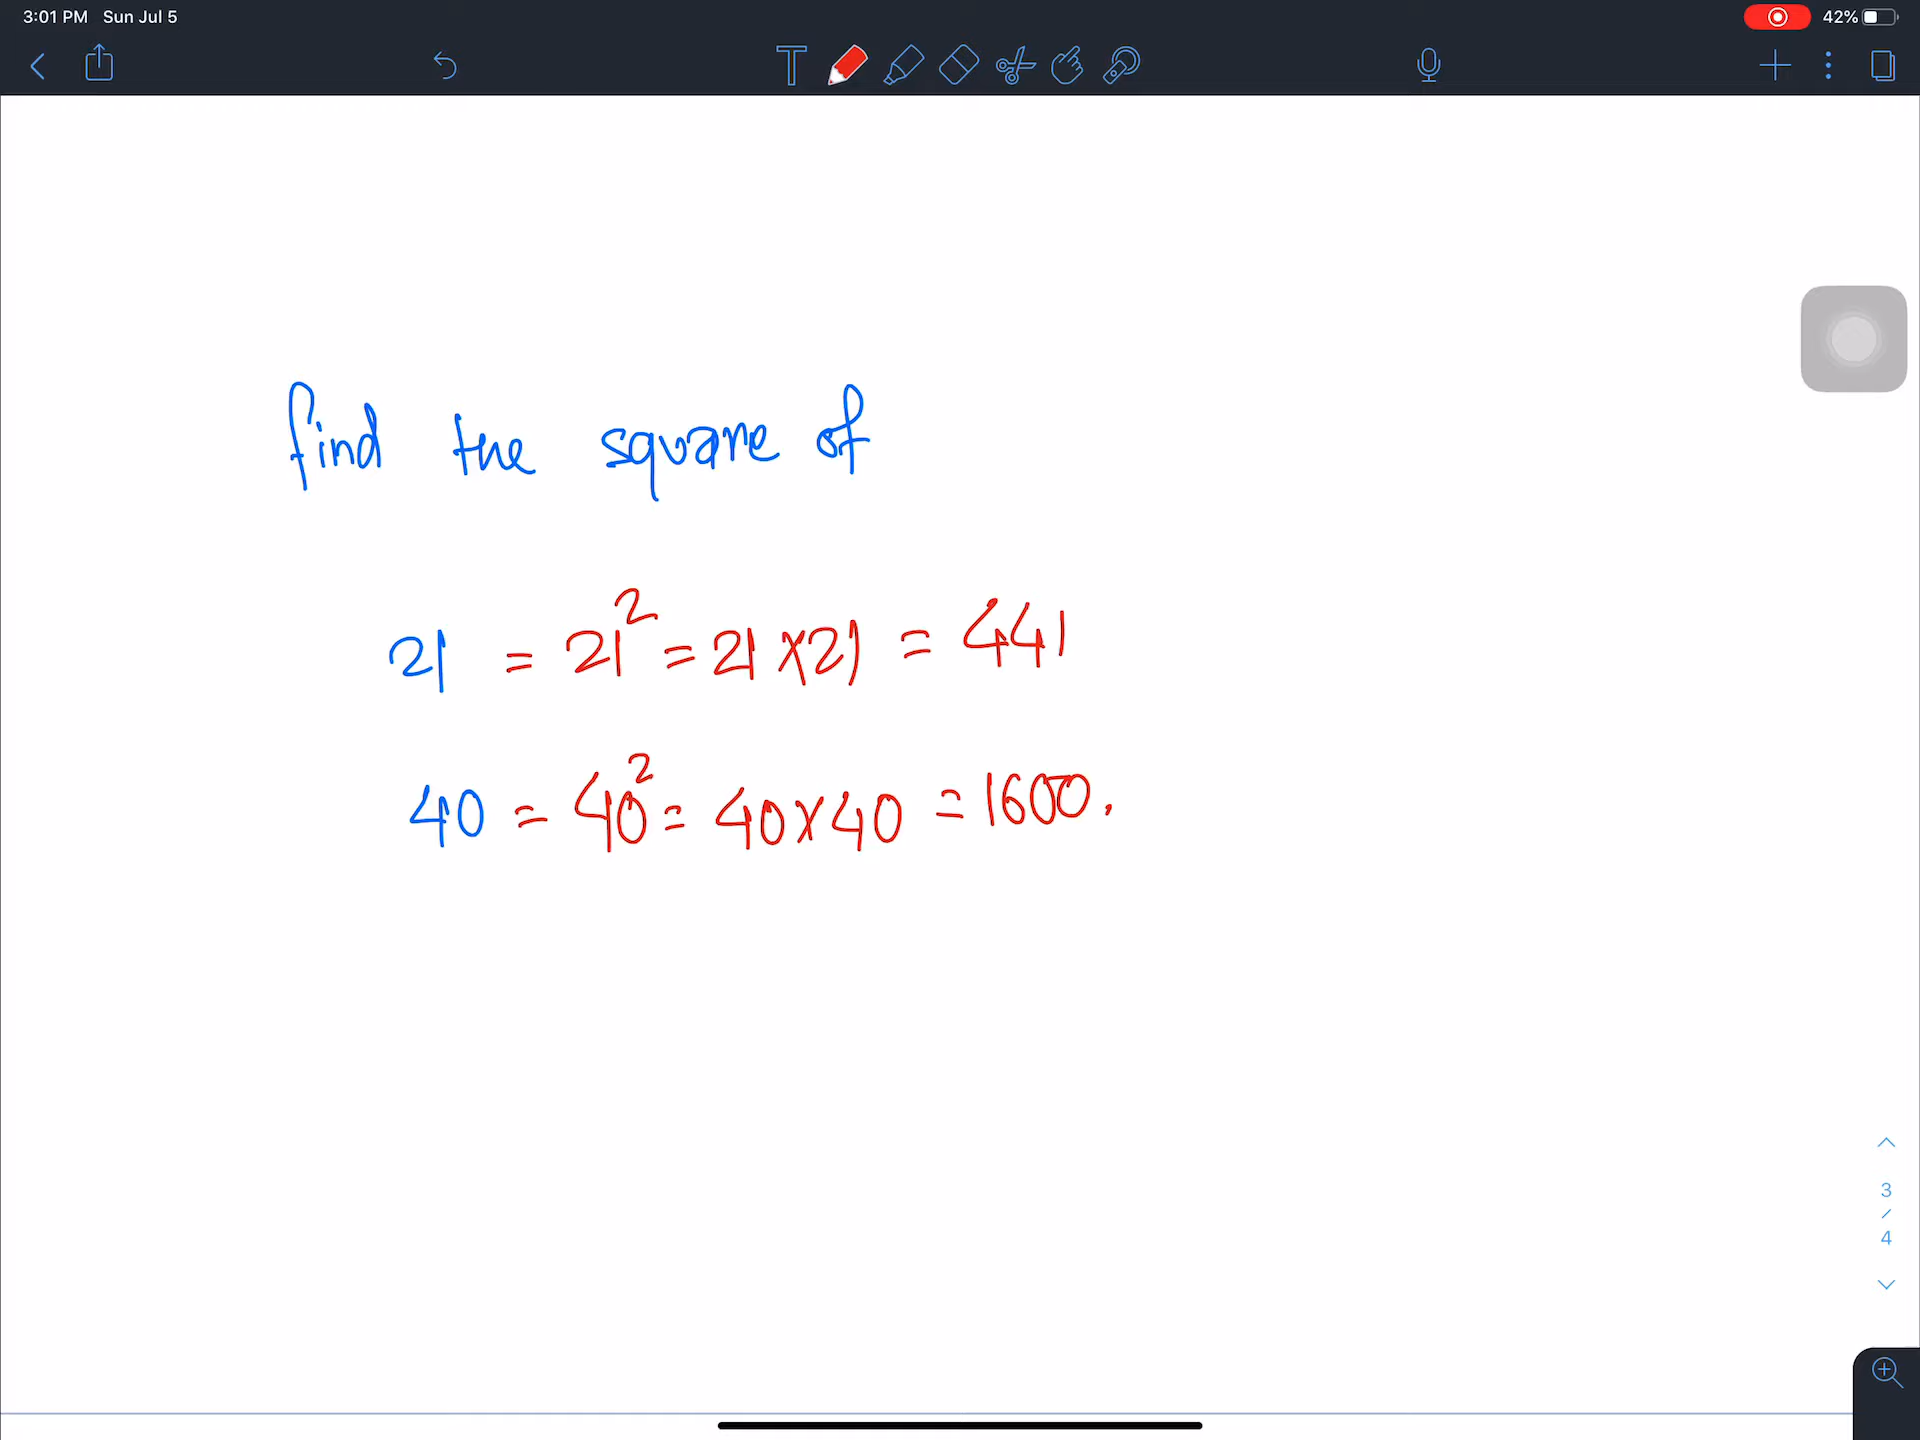 3:01 PM Sun Jul 5
42%
T
find the square of
21 = 21² = 21 × 21 = 441
40 = 40² = 40 × 40 = 1600.
3
/
4